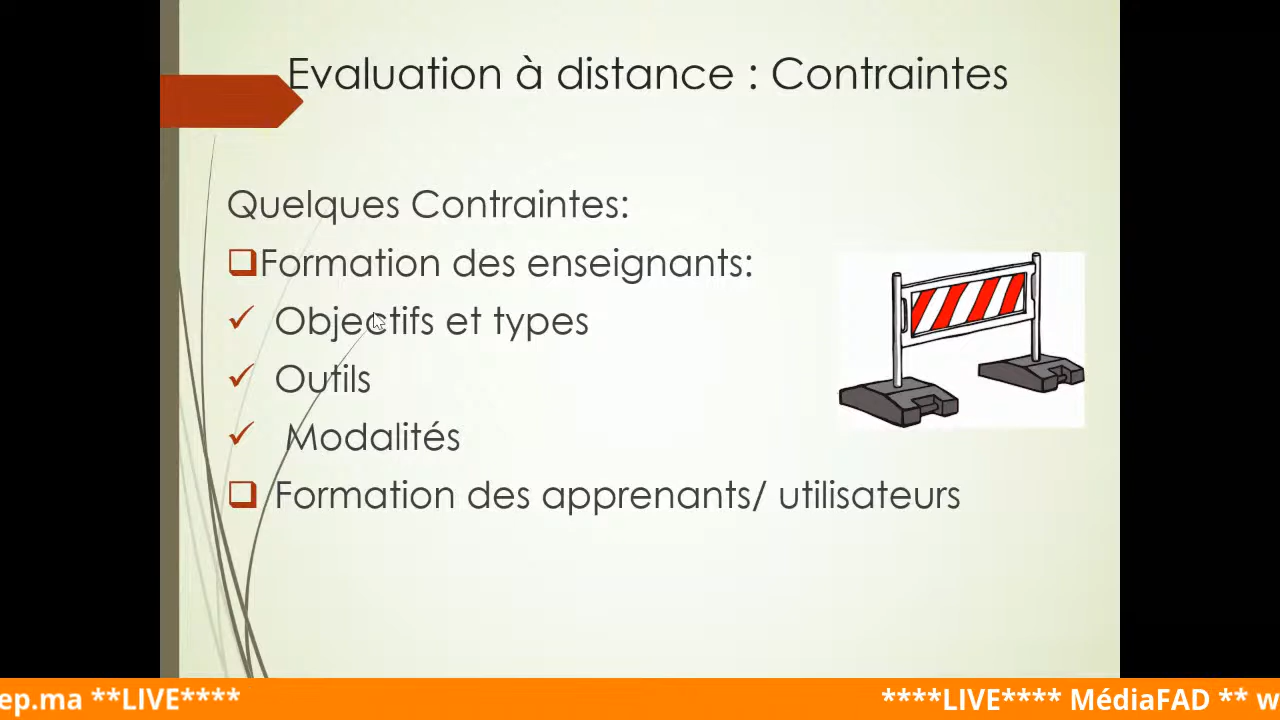 Evaluation à distance : Contraintes
Quelques Contraintes:
Formation des enseignants:
Objectifs et types
Outils
Modalités
Formation des apprenants/ utilisateurs
ep.ma **LIVE**** ****LIVE**** MédiaFAD ** w